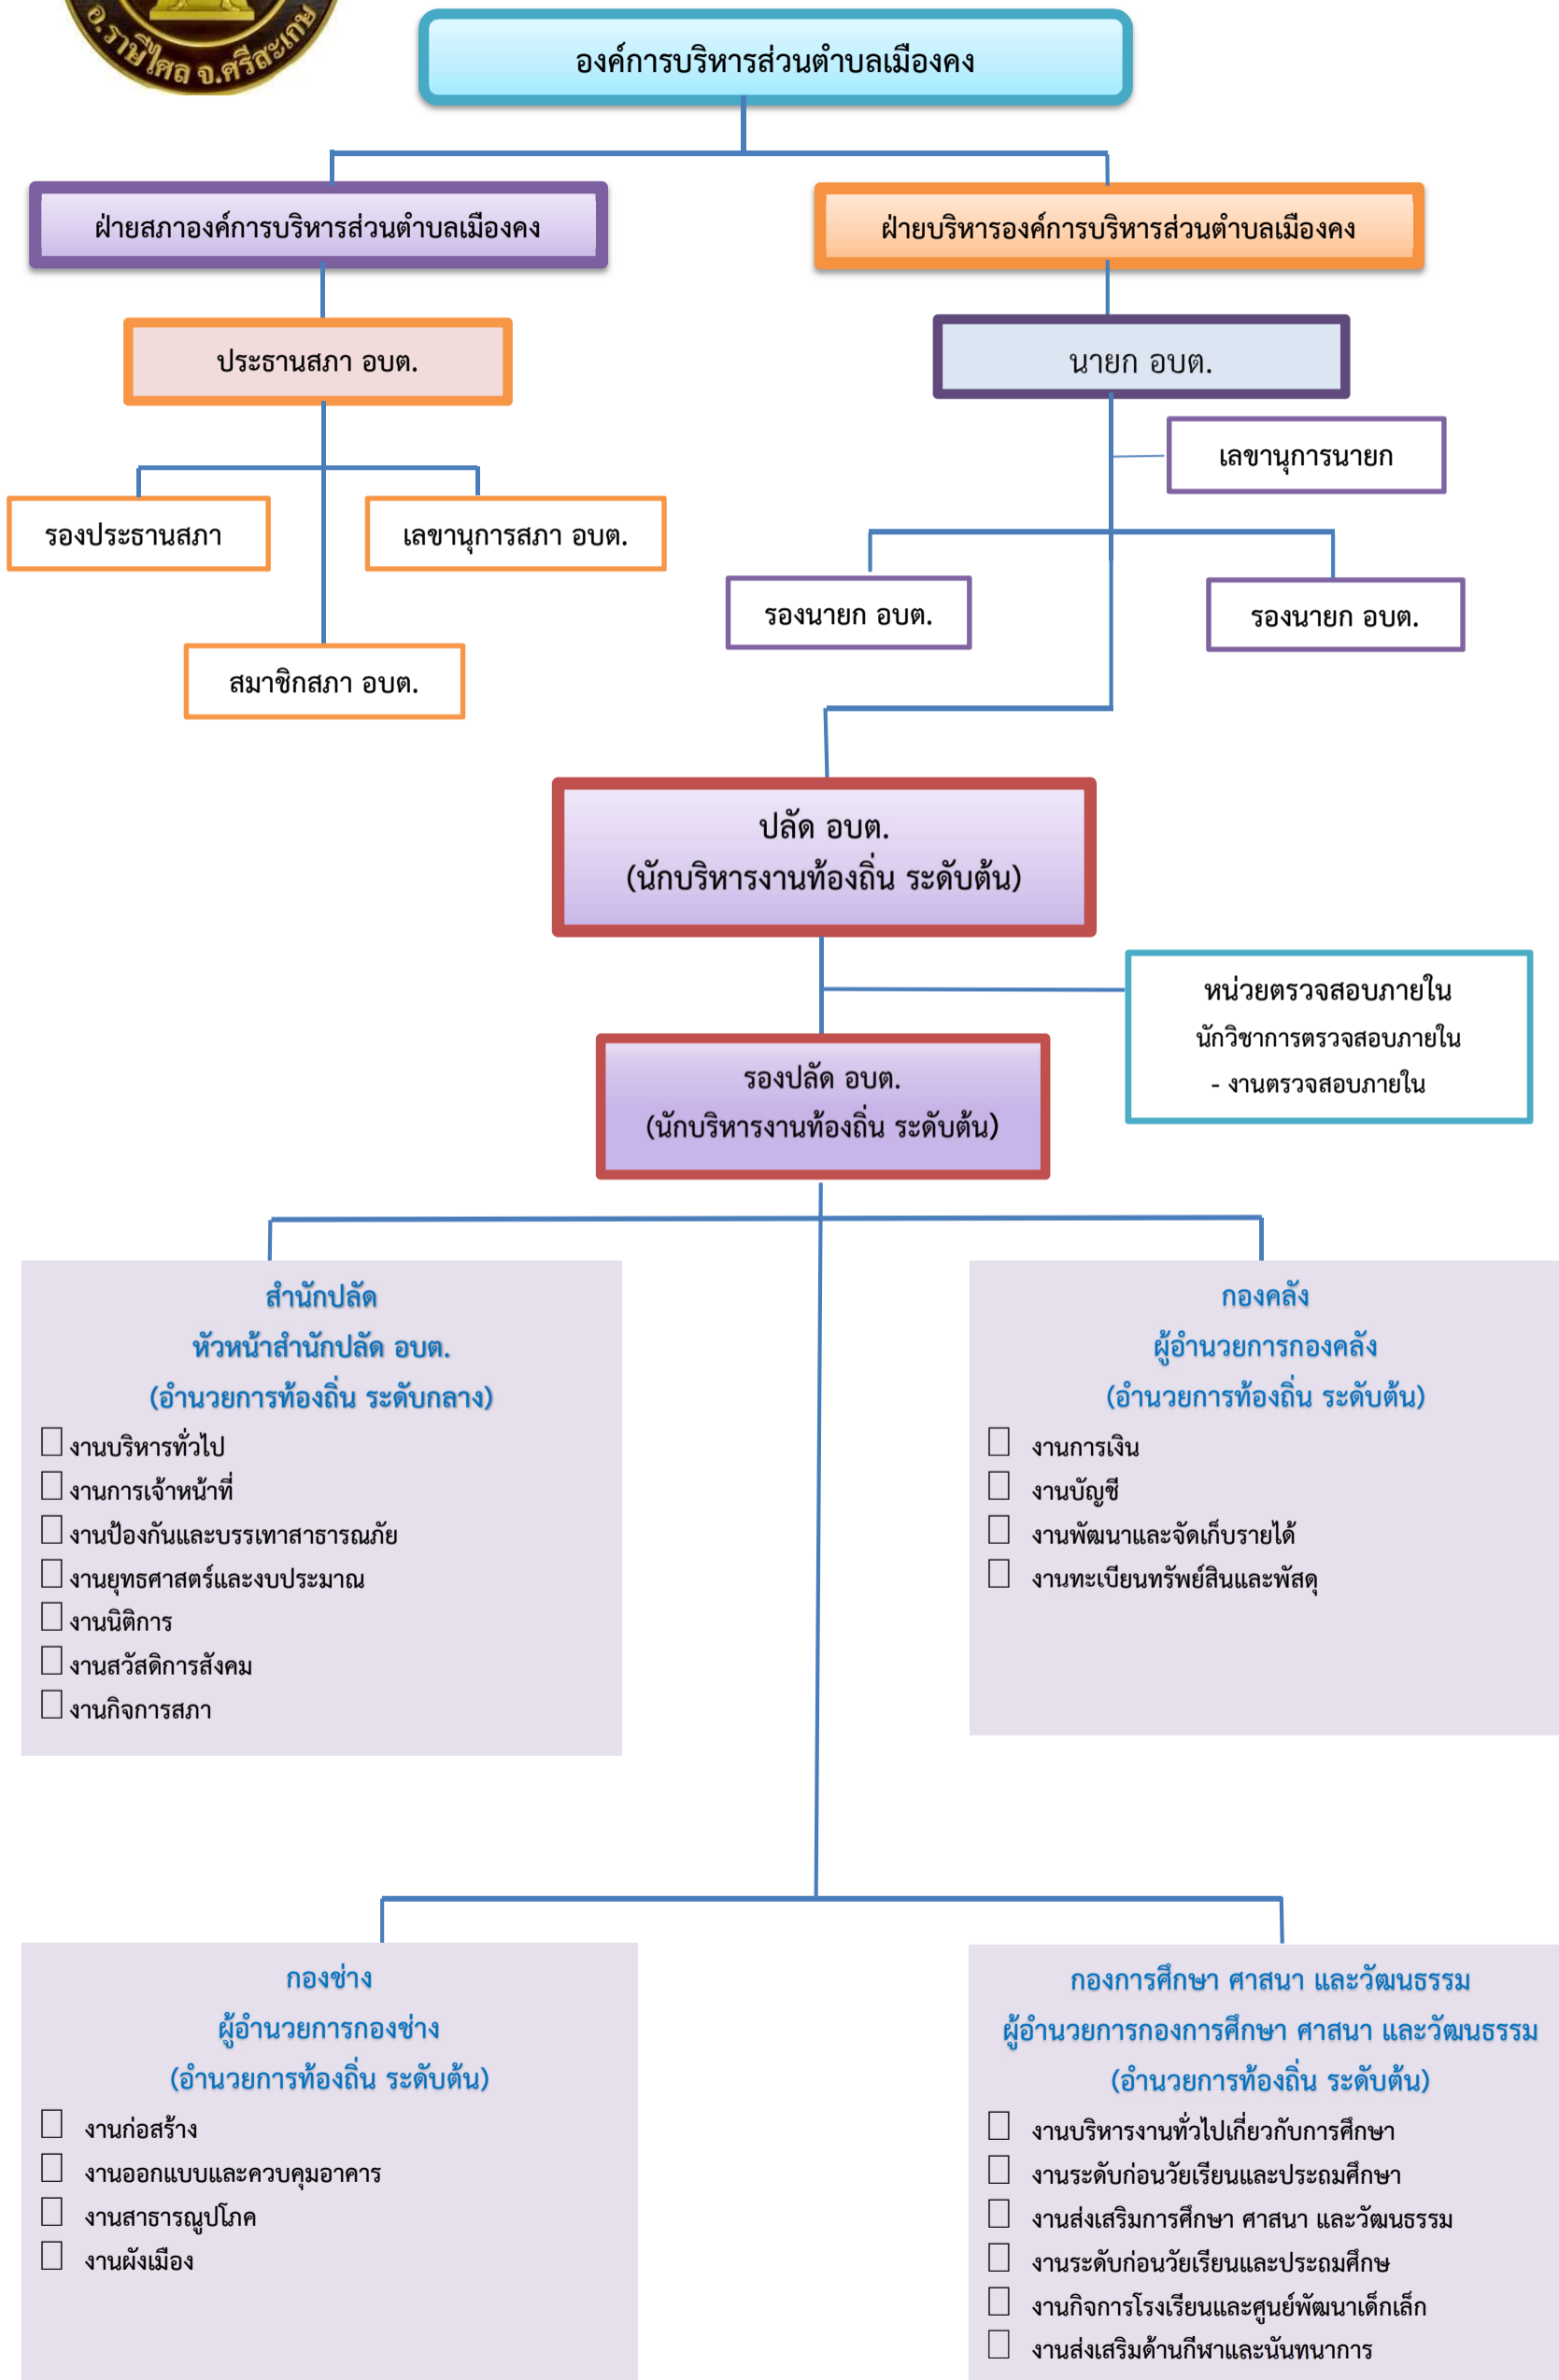 อ.ราษีไศล จ.ศรีสะเกษ
องค์การบริหารส่วนตำบลเมืองคง
ฝ่ายสภาองค์การบริหารส่วนตำบลเมืองคง
ฝ่ายบริหารองค์การบริหารส่วนตำบลเมืองคง
ประธานสภา อบต.
นายก อบต.
เลขานุการนายก
รองประธานสภา
เลขานุการสภา อบต.
รองนายก อบต.
รองนายก อบต.
สมาชิกสภา อบต.
ปลัด อบต.
(นักบริหารงานท้องถิ่น ระดับต้น)
หน่วยตรวจสอบภายใน
นักวิชาการตรวจสอบภายใน
- งานตรวจสอบภายใน
รองปลัด อบต.
(นักบริหารงานท้องถิ่น ระดับต้น)
สำนักปลัด
หัวหน้าสำนักปลัด อบต.
(อำนวยการท้องถิ่น ระดับกลาง)
งานบริหารทั่วไป
งานการเจ้าหน้าที่
งานป้องกันและบรรเทาสาธารณภัย
งานยุทธศาสตร์และงบประมาณ
งานนิติการ
งานสวัสดิการสังคม
งานกิจการสภา
กองคลัง
ผู้อำนวยการกองคลัง
(อำนวยการท้องถิ่น ระดับต้น)
งานการเงิน
งานบัญชี
งานพัฒนาและจัดเก็บรายได้
งานทะเบียนทรัพย์สินและพัสดุ
กองช่าง
ผู้อำนวยการกองช่าง
(อำนวยการท้องถิ่น ระดับต้น)
งานก่อสร้าง
งานออกแบบและควบคุมอาคาร
งานสาธารณูปโภค
งานผังเมือง
กองการศึกษา ศาสนา และวัฒนธรรม
ผู้อำนวยการกองการศึกษา ศาสนา และวัฒนธรรม
(อำนวยการท้องถิ่น ระดับต้น)
งานบริหารงานทั่วไปเกี่ยวกับการศึกษา
งานระดับก่อนวัยเรียนและประถมศึกษา
งานส่งเสริมการศึกษา ศาสนา และวัฒนธรรม
งานระดับก่อนวัยเรียนและประถมศึกษ
งานกิจการโรงเรียนและศูนย์พัฒนาเด็กเล็ก
งานส่งเสริมด้านกีฬาและนันทนาการ